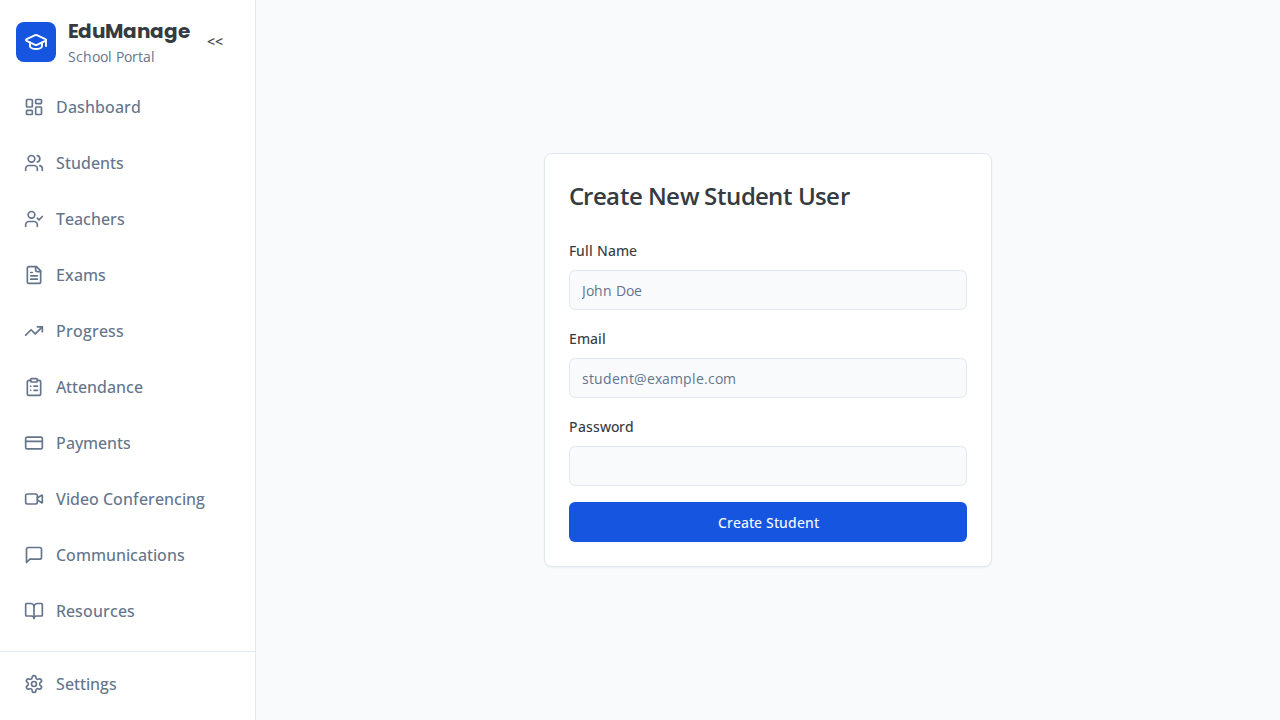 EduManage
School Portal
<<
Dashboard
Students
Teachers
Exams
Progress
Attendance
Payments
Video Conferencing
Communications
Resources
Settings
Create New Student User
Full Name
John Doe
Email
student@example.com
Password
Create Student